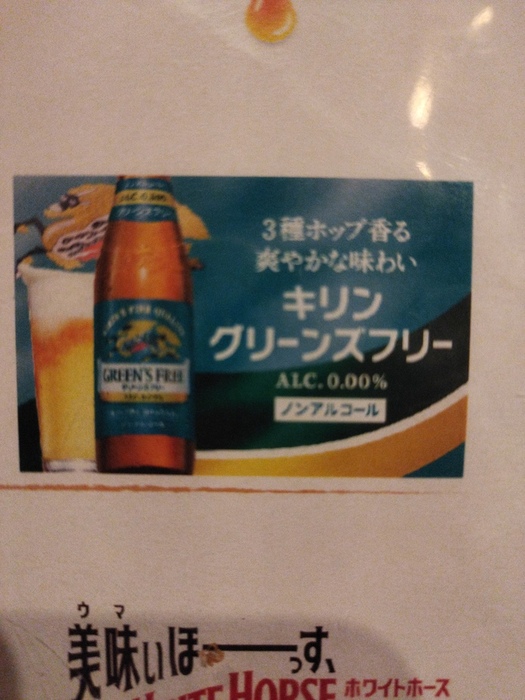 3種ホップ香る
爽やかな味わい
キリン
グリーンズフリー
ALC.0.00%
ノンアルコール
GREEN'S FREE
ウマ
美味いほーーっす、
WHITE HORSE ホワイトホース